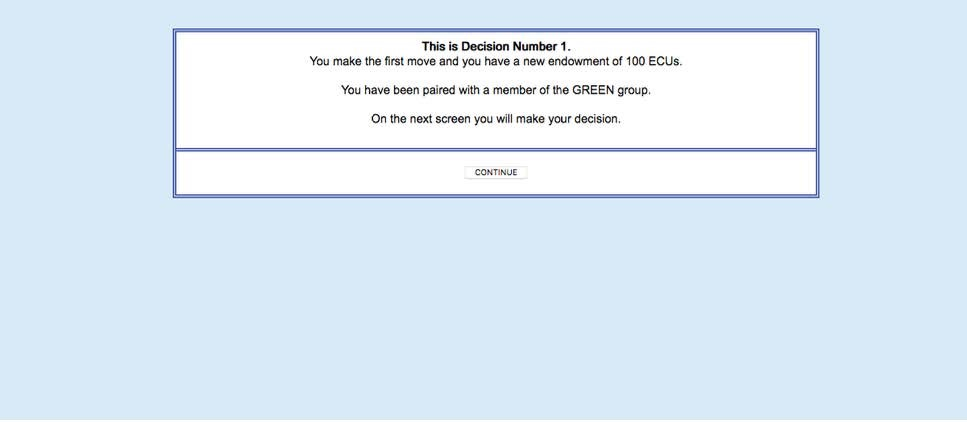 This is Decision Number 1.
You make the first move and you have a new endowment of 100 ECUs.
You have been paired with a member of the GREEN group.
On the next screen you will make your decision.
CONTINUE